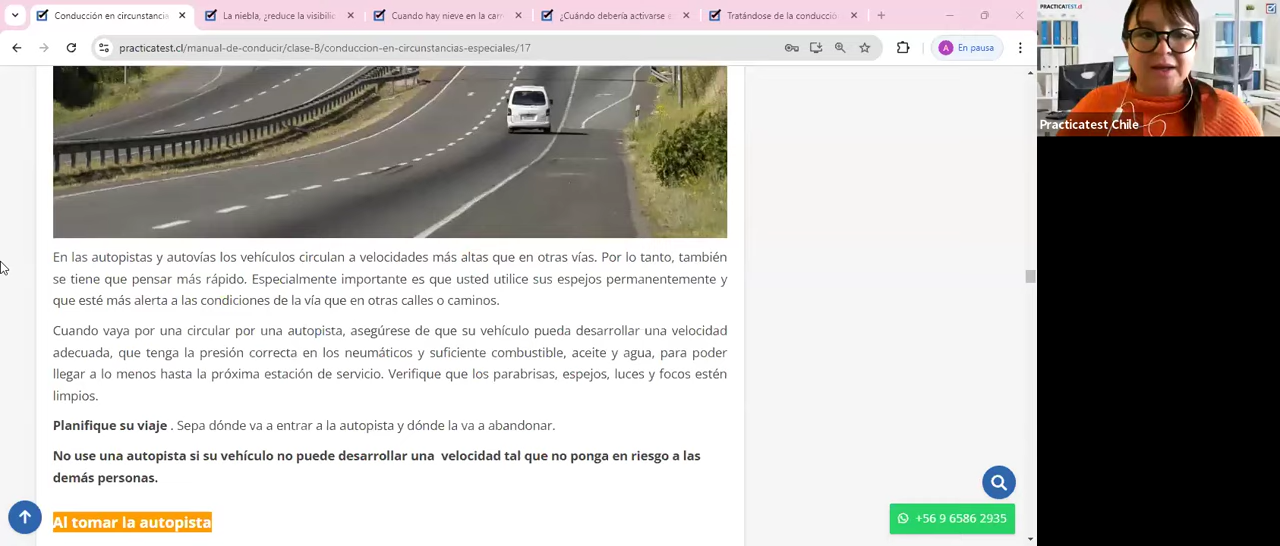 Conducción en circunstancias
La niebla, ¿reduce la visibilid
Cuando hay nieve en la carr
¿Cuándo debería activarse e
Tratándose de la conducció
practicatest.cl/manual-de-conducir/clase-B/conduccion-en-circunstancias-especiales/17
A En pausa
PRACTICATEST.cl
Practicatest Chile
En las autopistas y autovías los vehículos circulan a velocidades más altas que en otras vías. Por lo tanto, también
se tiene que pensar más rápido. Especialmente importante es que usted utilice sus espejos permanentemente y
que esté más alerta a las condiciones de la vía que en otras calles o caminos.
Cuando vaya por una circular por una autopista, asegúrese de que su vehículo pueda desarrollar una velocidad
adecuada, que tenga la presión correcta en los neumáticos y suficiente combustible, aceite y agua, para poder
llegar a lo menos hasta la próxima estación de servicio. Verifique que los parabrisas, espejos, luces y focos estén
limpios.
Planifique su viaje . Sepa dónde va a entrar a la autopista y dónde la va a abandonar.
No use una autopista si su vehículo no puede desarrollar una velocidad tal que no ponga en riesgo a las
demás personas.
Al tomar la autopista
+56 9 6586 2935